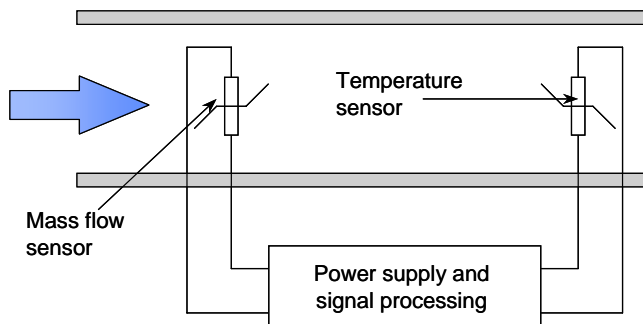 Temperature
sensor
Mass flow
sensor
Power supply and
signal processing